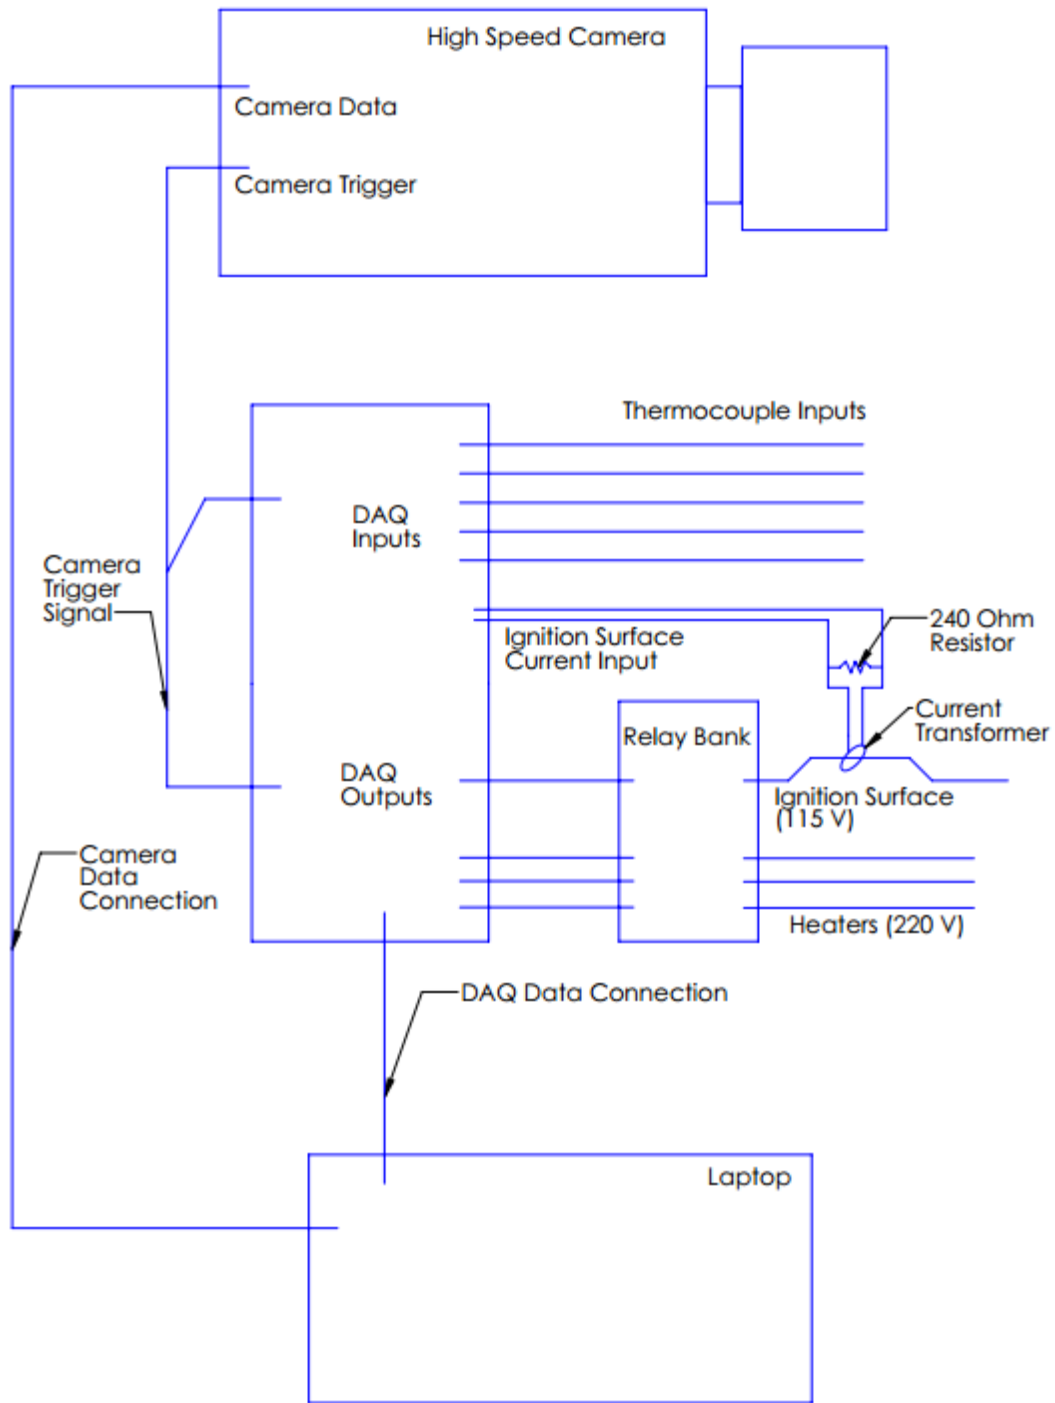 High Speed Camera
Camera Data
Camera Trigger
Thermocouple Inputs
DAQ
Inputs
Camera
Trigger
Signal
240 Ohm
Resistor
Ignition Surface
Current Input
Current
Transformer
Relay Bank
DAQ
Outputs
Ignition Surface
(115 V)
Camera
Data
Connection
Heaters (220 V)
DAQ Data Connection
Laptop